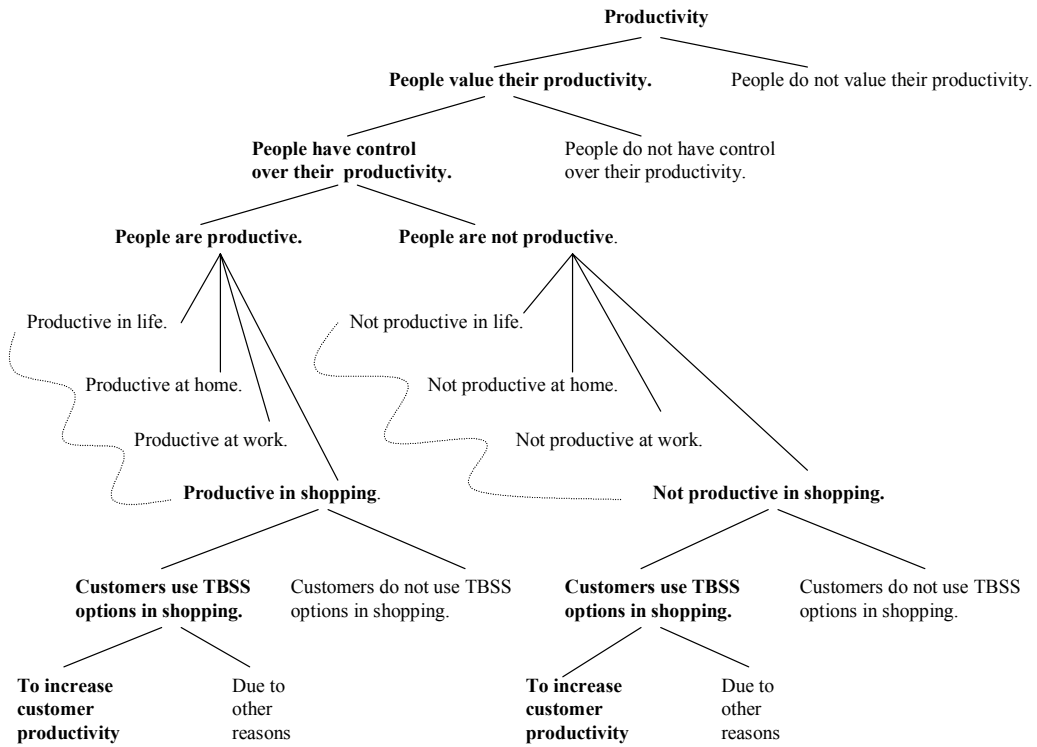 Productivity
People value their productivity.
People do not value their productivity.
People have control
over their productivity.
People do not have control
over their productivity.
People are productive.
People are not productive.
Productive in life.
Not productive in life.
Productive at home.
Not productive at home.
Productive at work.
Not productive at work.
Productive in shopping.
Not productive in shopping.
Customers use TBSS
options in shopping.
Customers do not use TBSS
options in shopping.
Customers use TBSS
options in shopping.
Customers do not use TBSS
options in shopping.
To increase
customer
productivity
Due to
other
reasons
To increase
customer
productivity
Due to
other
reasons